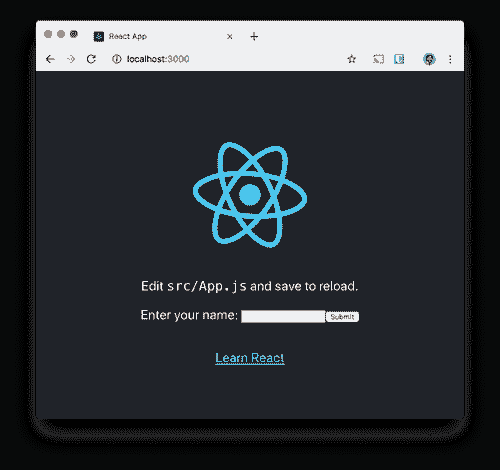 React App
localhost:3000
Edit src/App.js and save to reload.
Enter your name: Submit
Learn React